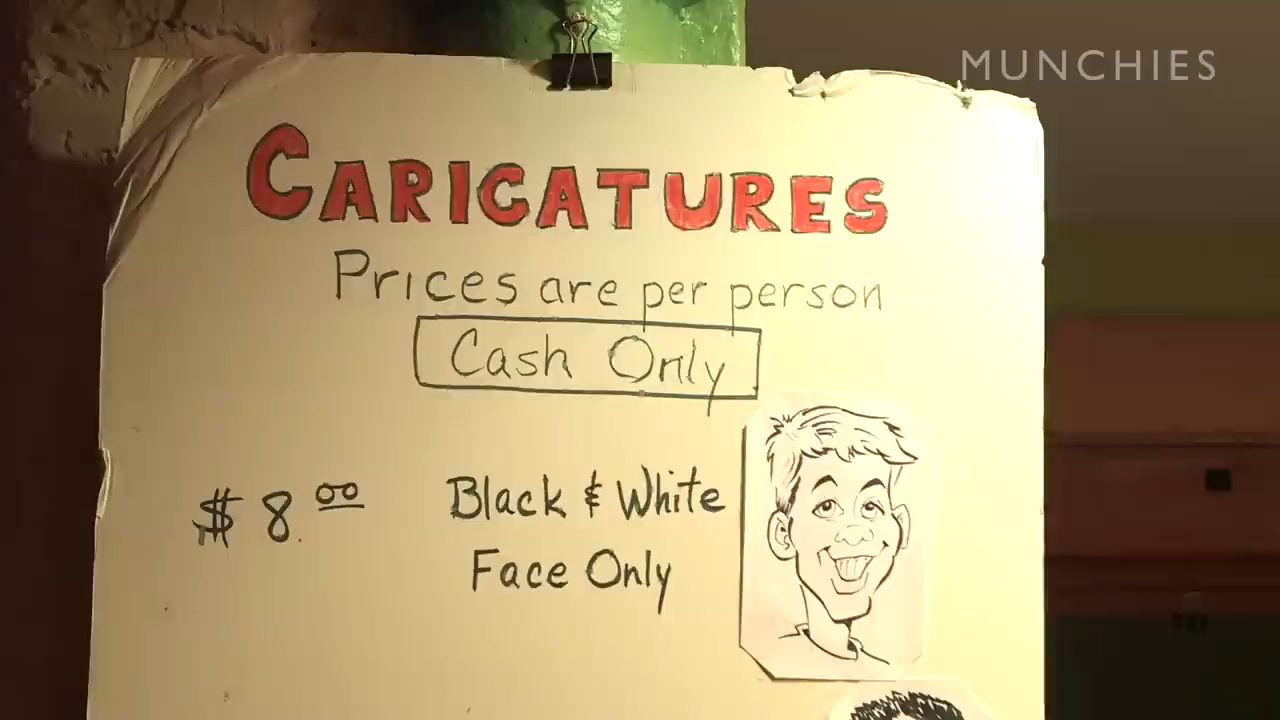 MUNCHIES
CARICATURES
Prices are per person
Cash Only
$8.00 Black & White
Face Only